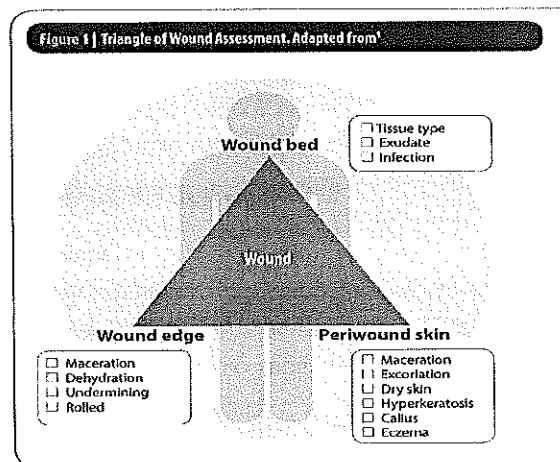 Figure 1 | Triangle of Wound Assessment. Adapted from¹
Wound bed
Tissue type
Exudate
Infection
Wound
Wound edge
Maceration
Dehydration
Undermining
Rolled
Periwound skin
Maceration
Excoriation
Dry skin
Hyperkeratosis
Callus
Eczema